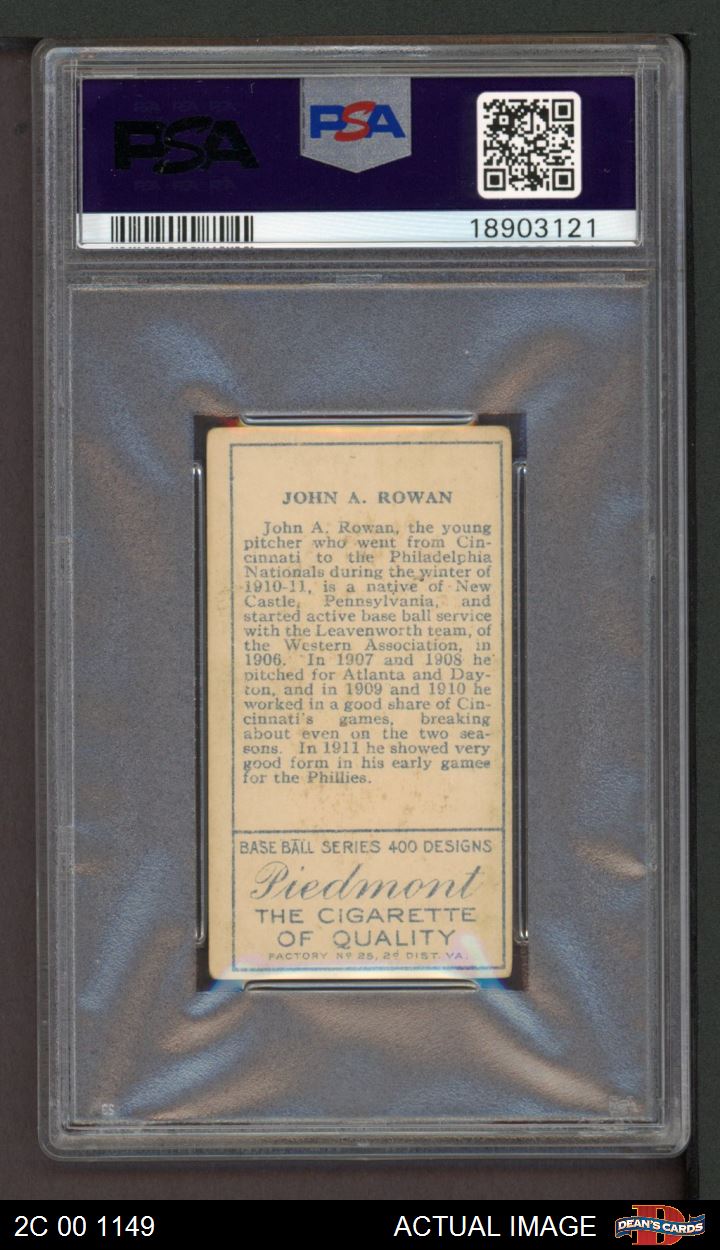 PSA PSA PSA
PSA
PSA PSA PSA
PSA
18903121
JOHN A. ROWAN
John A. Rowan, the young
pitcher who went from Cin-
cinnati to the Philadelphia
Nationals during the winter of
1910-11, is a native of New
Castle, Pennsylvania, and
started active base ball service
with the Leavenworth team, of
the Western Association, in
1906. In 1907 and 1908 he
pitched for Atlanta and Day-
ton, and in 1909 and 1910 he
worked in a good share of Cin-
cinnati's games, breaking
about even on the two sea-
sons. In 1911 he showed very
good form in his early games
for the Phillies.
BASE BALL SERIES 400 DESIGNS
Piedmont
THE CIGARETTE
OF QUALITY
FACTORY Nº 25, 2d DIST. VA.
2C 00 1149 ACTUAL IMAGE DEAN'S CARDS